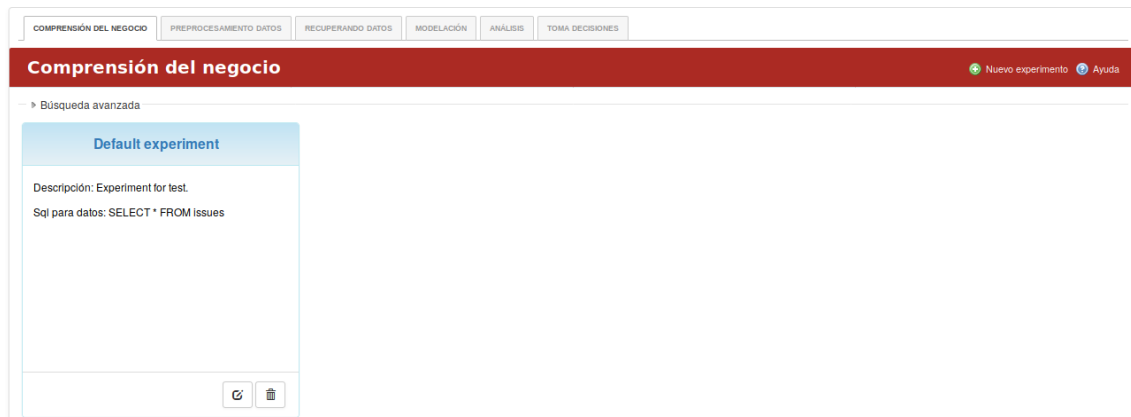 COMPRENSIÓN DEL NEGOCIO PREPROCESAMIENTO DATOS RECUPERANDO DATOS MODELACIÓN ANÁLISIS TOMA DECISIONES
Comprensión del negocio Nuevo experimento Ayuda
Búsqueda avanzada
Default experiment
Descripción: Experiment for test.
Sql para datos: SELECT * FROM issues